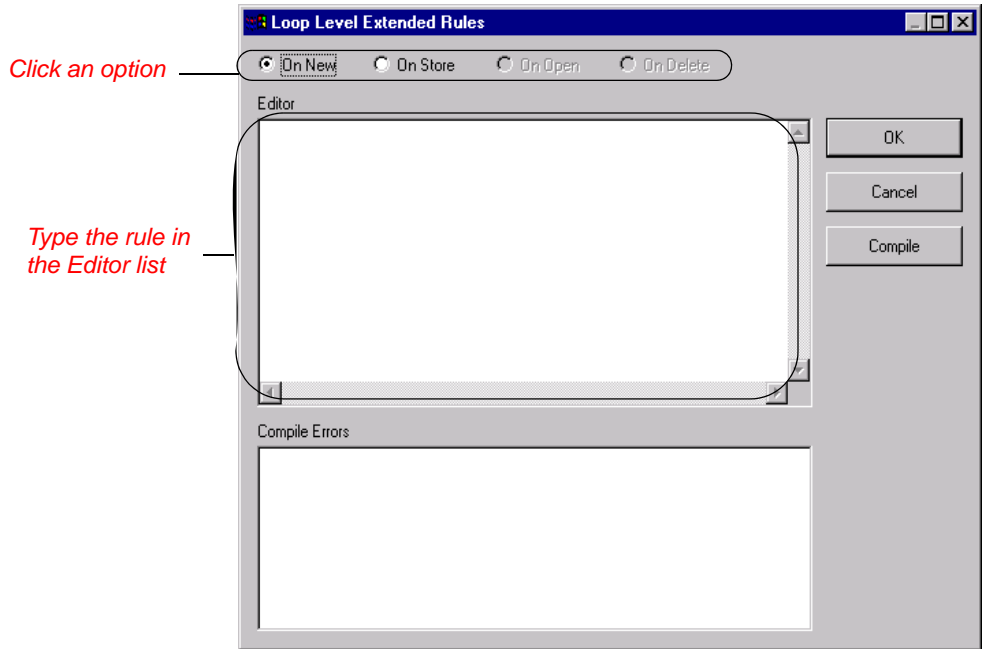 Loop Level Extended Rules
Click an option
On New On Store On Open On Delete
Editor
OK
Cancel
Type the rule in
the Editor list
Compile
Compile Errors